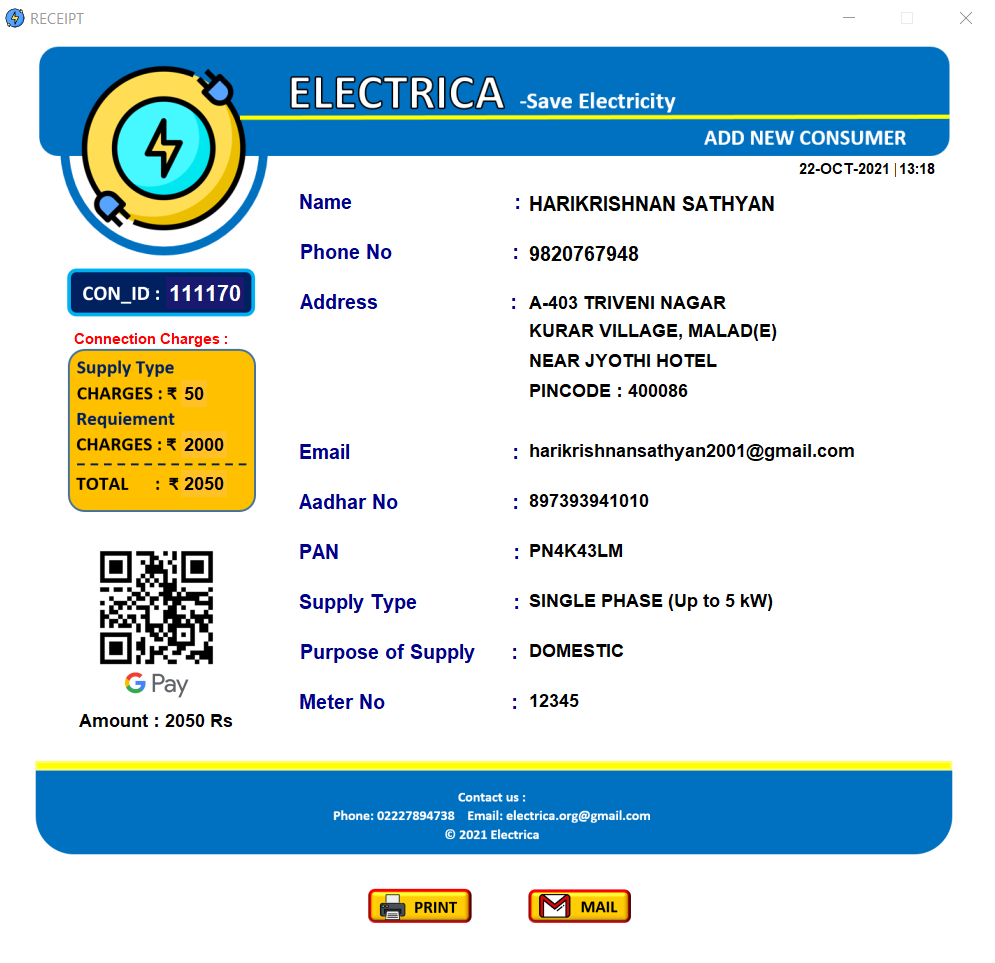 RECEIPT
ELECTRICA -Save Electricity
ADD NEW CONSUMER
22-OCT-2021 | 13:18
Name : HARIKRISHNAN SATHYAN
Phone No : 9820767948
CON_ID : 111170
Address : A-403 TRIVENI NAGAR
KURAR VILLAGE, MALAD(E)
NEAR JYOTHI HOTEL
PINCODE : 400086
Connection Charges :
Supply Type
CHARGES : ₹ 50
Requiement
CHARGES : ₹ 2000
TOTAL : ₹ 2050
Email : harikrishnansathyan2001@gmail.com
Aadhar No : 897393941010
PAN : PN4K43LM
Supply Type : SINGLE PHASE (Up to 5 kW)
Purpose of Supply : DOMESTIC
Meter No : 12345
G Pay
Amount : 2050 Rs
Contact us :
Phone: 02227894738 Email: electrica.org@gmail.com
© 2021 Electrica
PRINT
MAIL